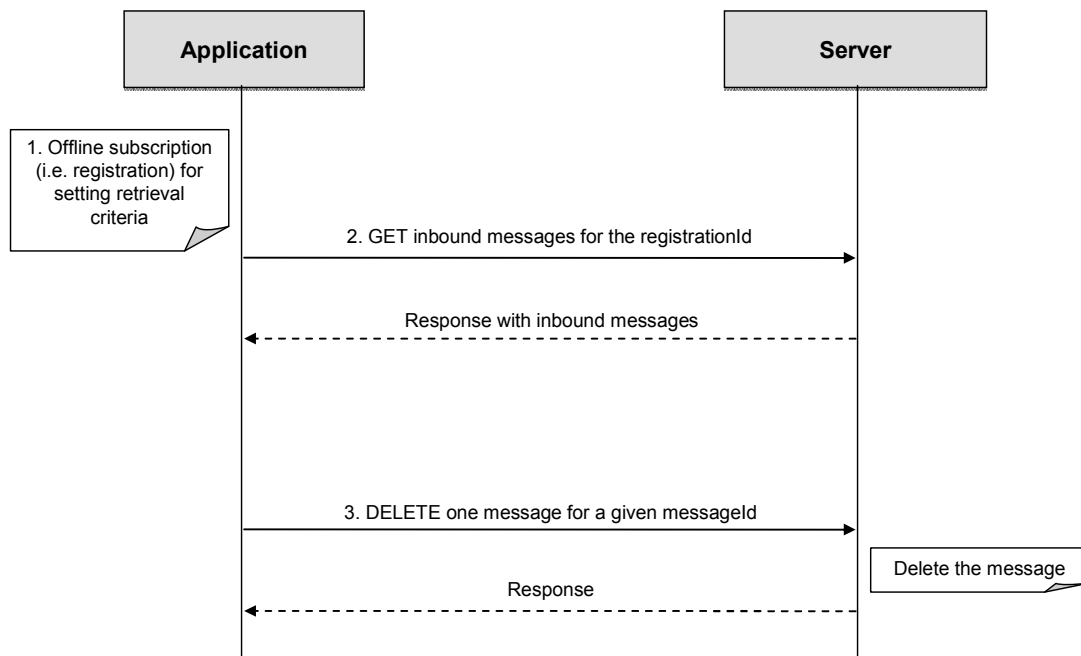 Application
Server
1. Offline subscription
(i.e. registration) for
setting retrieval
criteria
2. GET inbound messages for the registrationId
Response with inbound messages
3. DELETE one message for a given messageId
Delete the message
Response